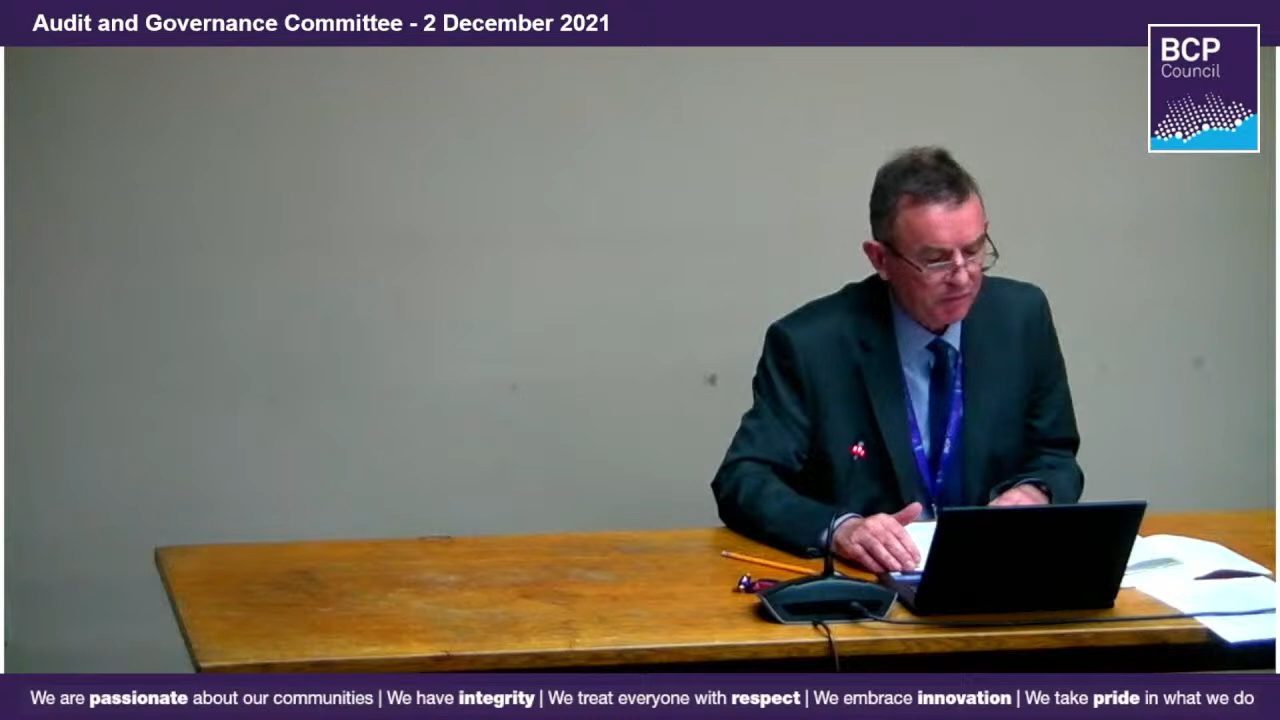 Audit and Governance Committee - 2 December 2021
BCP
Council
We are passionate about our communities | We have integrity | We treat everyone with respect | We embrace innovation | We take pride in what we do